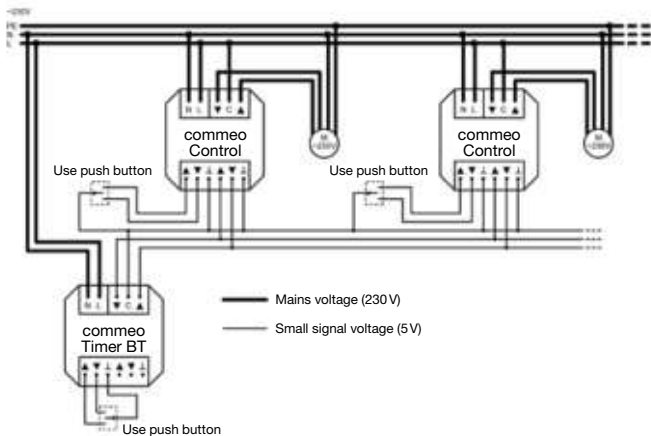 ~230V
PE
N
L
N L ▼ C ▲
N L ▼ C ▲
commeo
Control
commeo
Control
M
~230V
M
~230V
Use push button
Use push button
▲ ▼ ⊥ ▲ ▼ ⊥
▲ ▼ ⊥ ▲ ▼ ⊥
N L ▼ C ▲
commeo
Timer BT
▲ ▼ ⊥ ▲ ▼ ⊥
Mains voltage (230 V)
Small signal voltage (5 V)
Use push button